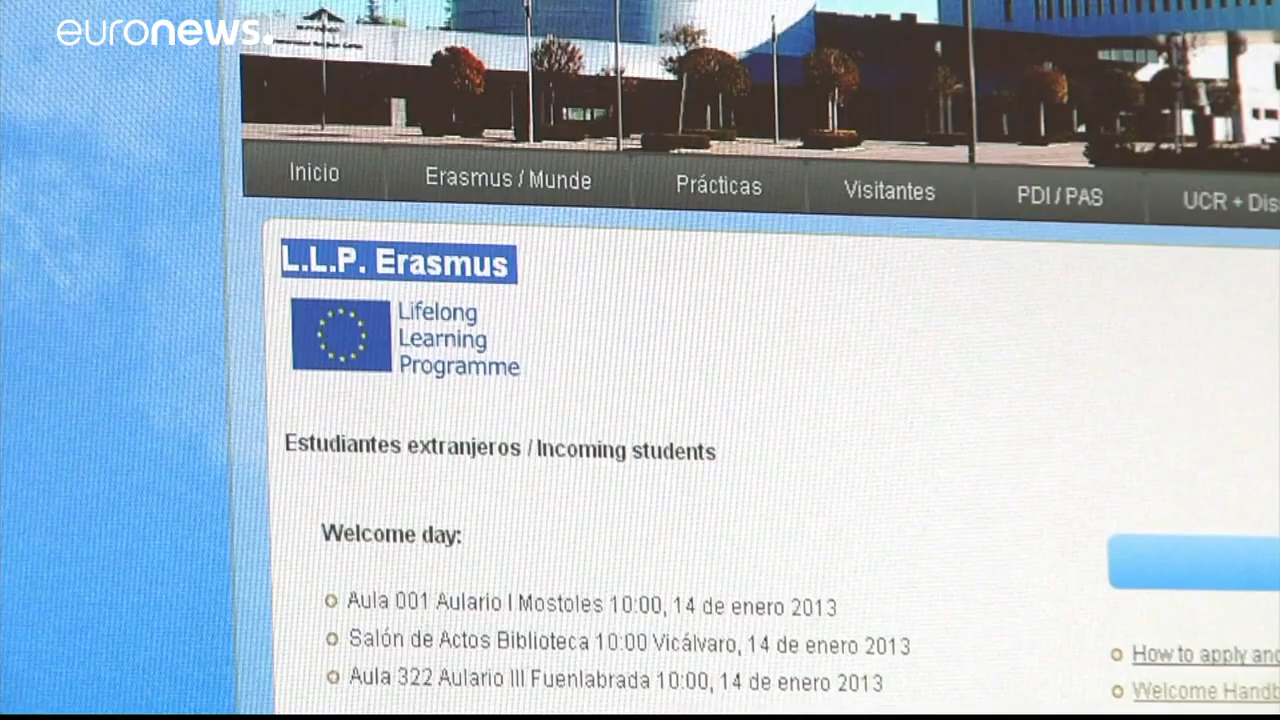 euronews.
Inicio
Erasmus / Munde
Prácticas
Visitantes
PDI / PAS
UCR + Dis
L.L.P. Erasmus
Lifelong
Learning
Programme
Estudiantes extranjeros / Incoming students
Welcome day:
Aula 001 Aulario I Mostoles 10:00, 14 de enero 2013
Salón de Actos Biblioteca 10:00 Vicálvaro, 14 de enero 2013
Aula 322 Aulario III Fuenlabrada 10:00, 14 de enero 2013
How to apply and
Welcome Handb